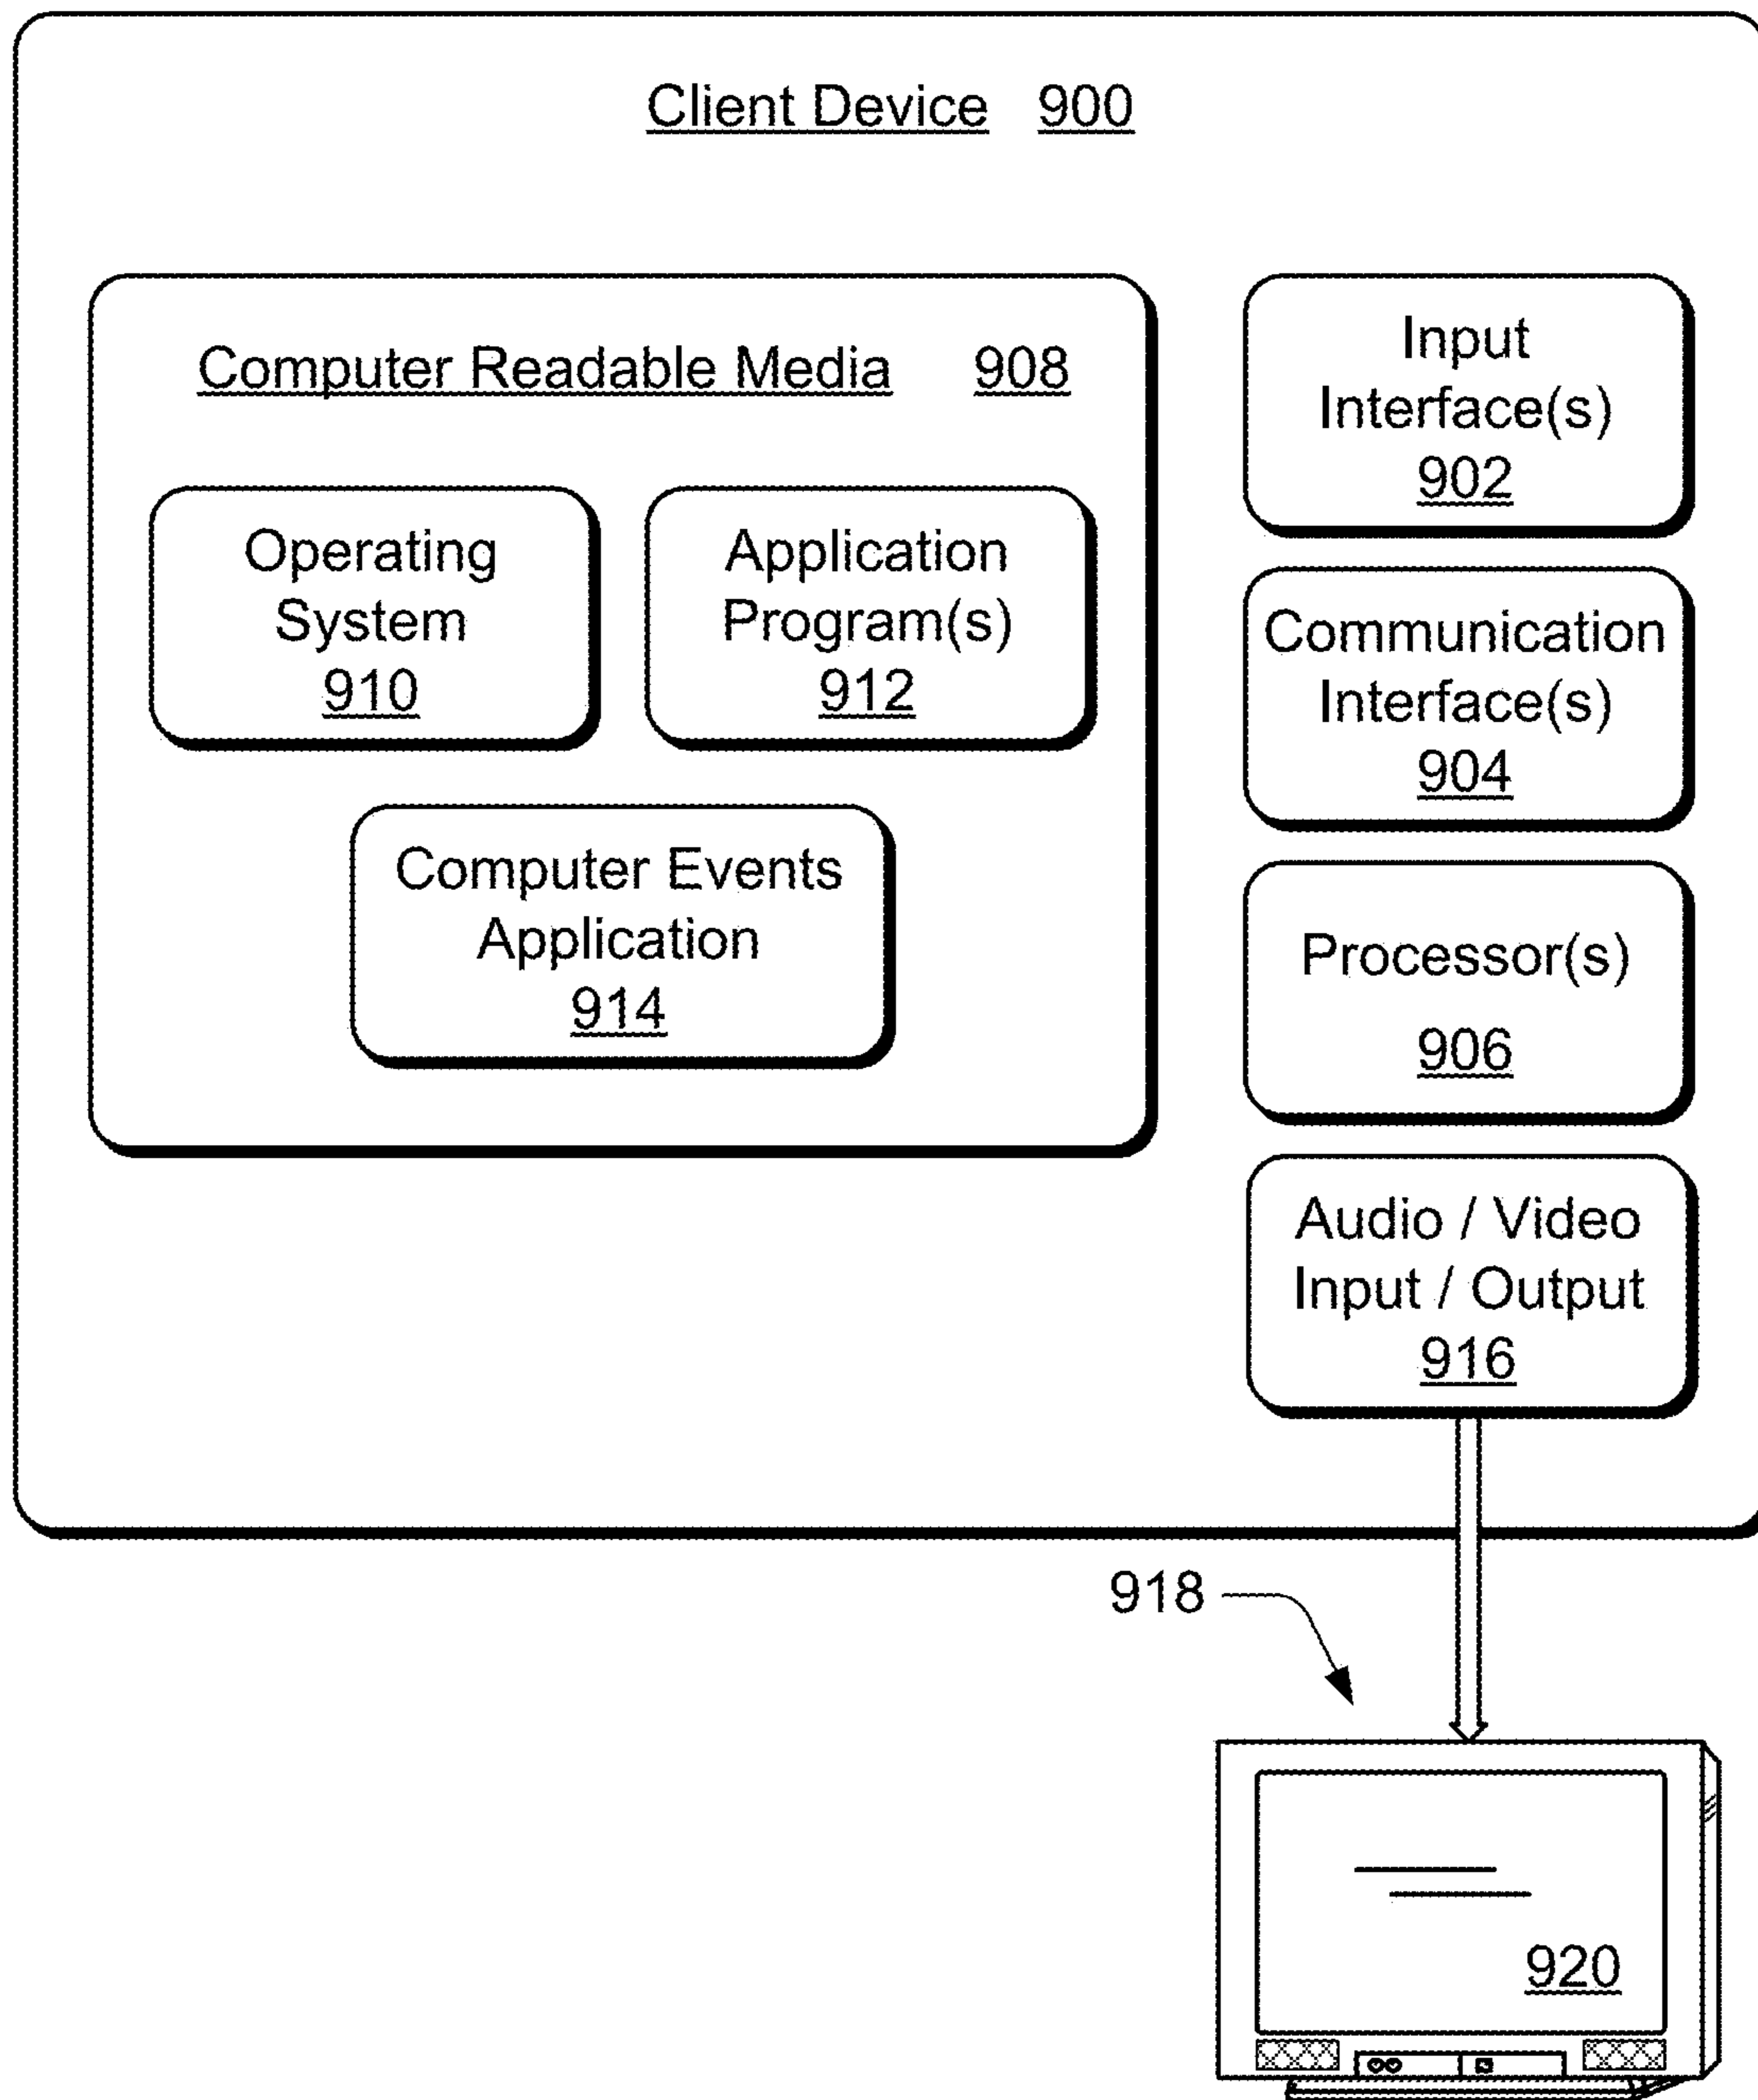 Client Device 900
Computer Readable Media 908
Operating
System
910
Application
Program(s)
912
Computer Events
Application
914
Input
Interface(s)
902
Communication
Interface(s)
904
Processor(s)
906
Audio / Video
Input / Output
916
918
920